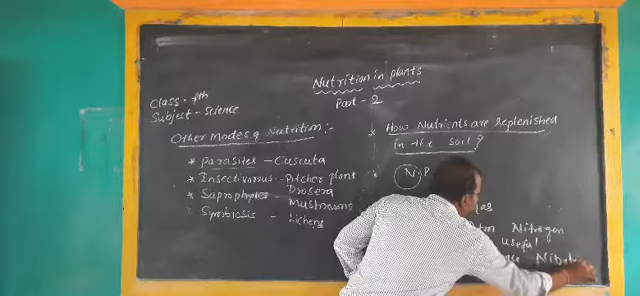 Nutrition in plants
Part - 2
Class - 7th
Subject - Science
Other Modes of Nutrition :-
* Parasites - Cuscuta
* Insectivorous - Pitcher plant
Drosera
* Saprophytes - Mushrooms
* Symbiosis - Lichens
* How Nutrients are replenished
in the soil?
N, P
Nitrogen
useful